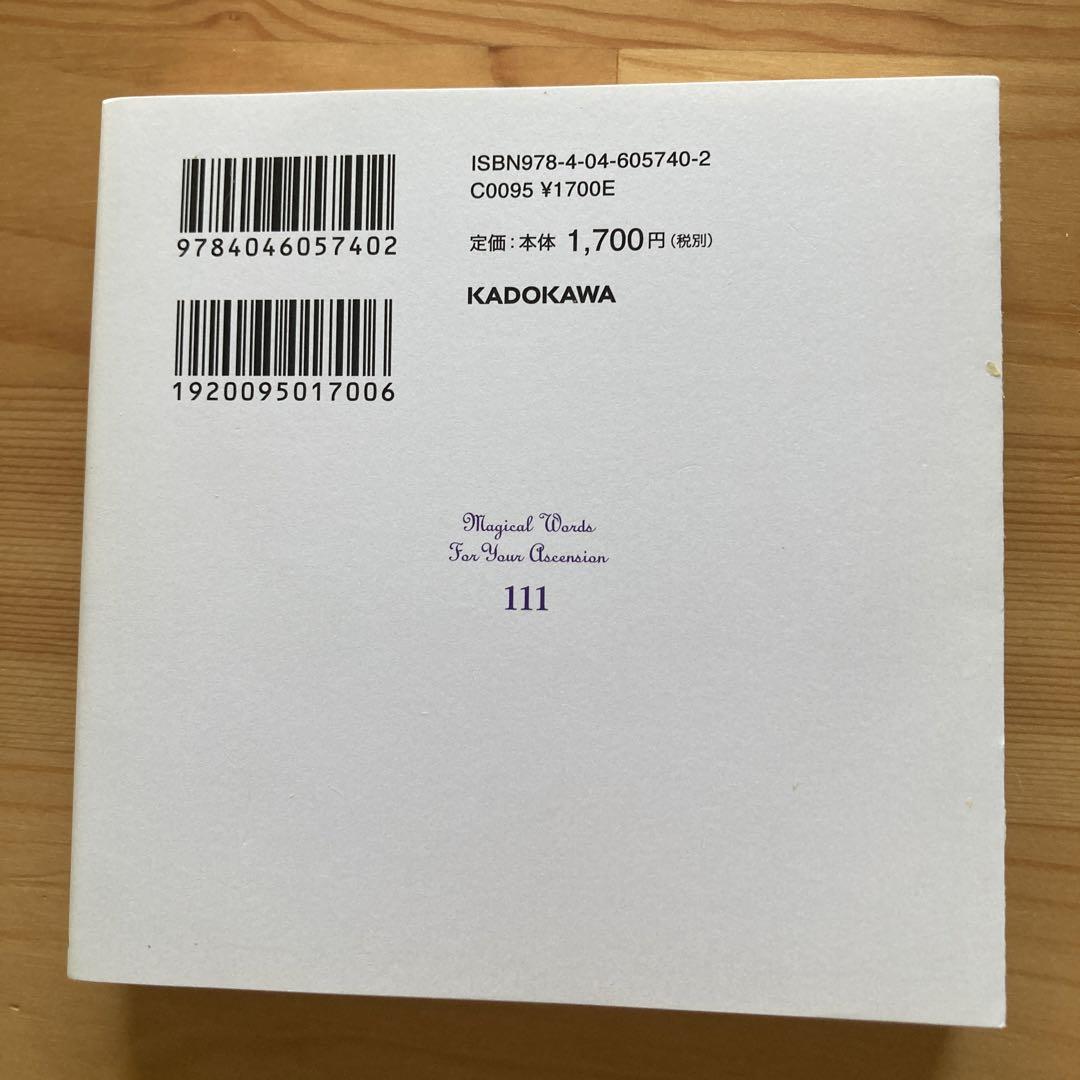 9784046057402
1920095017006
ISBN978-4-04-605740-2
C0095 ¥1700E
定価:本体 1,700円(税別)
KADOKAWA
Magical Words
For Your Ascension
111